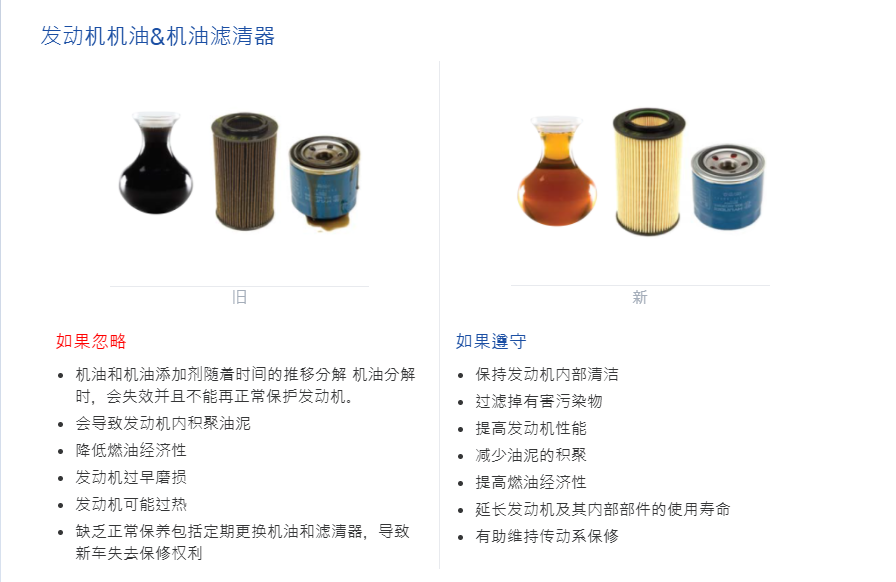 发动机机油&机油滤清器
旧
如果忽略
机油和机油添加剂随着时间的推移分解 机油分解
时，会失效并且不能再正常保护发动机。
会导致发动机内积聚油泥
降低燃油经济性
发动机过早磨损
发动机可能过热
缺乏正常保养包括定期更换机油和滤清器，导致
新车失去保修权利
新
如果遵守
保持发动机内部清洁
过滤掉有害污染物
提高发动机性能
减少油泥的积聚
提高燃油经济性
延长发动机及其内部部件的使用寿命
有助维持传动系保修